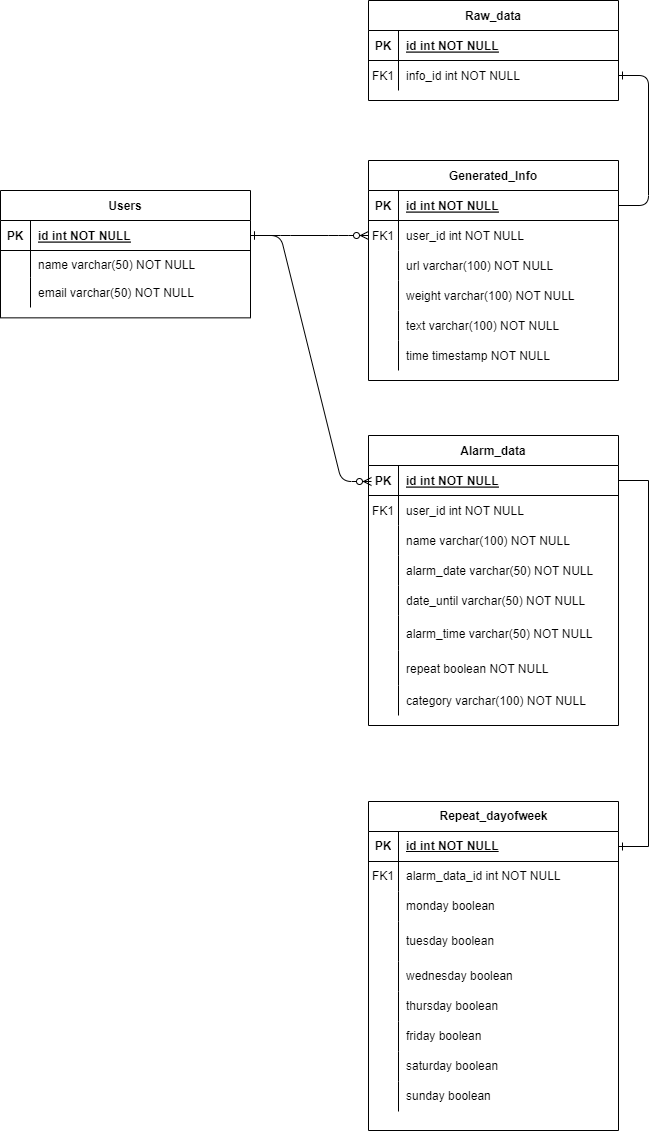 Raw_data
PK id int NOT NULL
FK1 info_id int NOT NULL
Generated_Info
PK id int NOT NULL
FK1 user_id int NOT NULL
url varchar(100) NOT NULL
weight varchar(100) NOT NULL
text varchar(100) NOT NULL
time timestamp NOT NULL
Users
PK id int NOT NULL
name varchar(50) NOT NULL
email varchar(50) NOT NULL
Alarm_data
PK id int NOT NULL
FK1 user_id int NOT NULL
name varchar(100) NOT NULL
alarm_date varchar(50) NOT NULL
date_until varchar(50) NOT NULL
alarm_time varchar(50) NOT NULL
repeat boolean NOT NULL
category varchar(100) NOT NULL
Repeat_dayofweek
PK id int NOT NULL
FK1 alarm_data_id int NOT NULL
monday boolean
tuesday boolean
wednesday boolean
thursday boolean
friday boolean
saturday boolean
sunday boolean